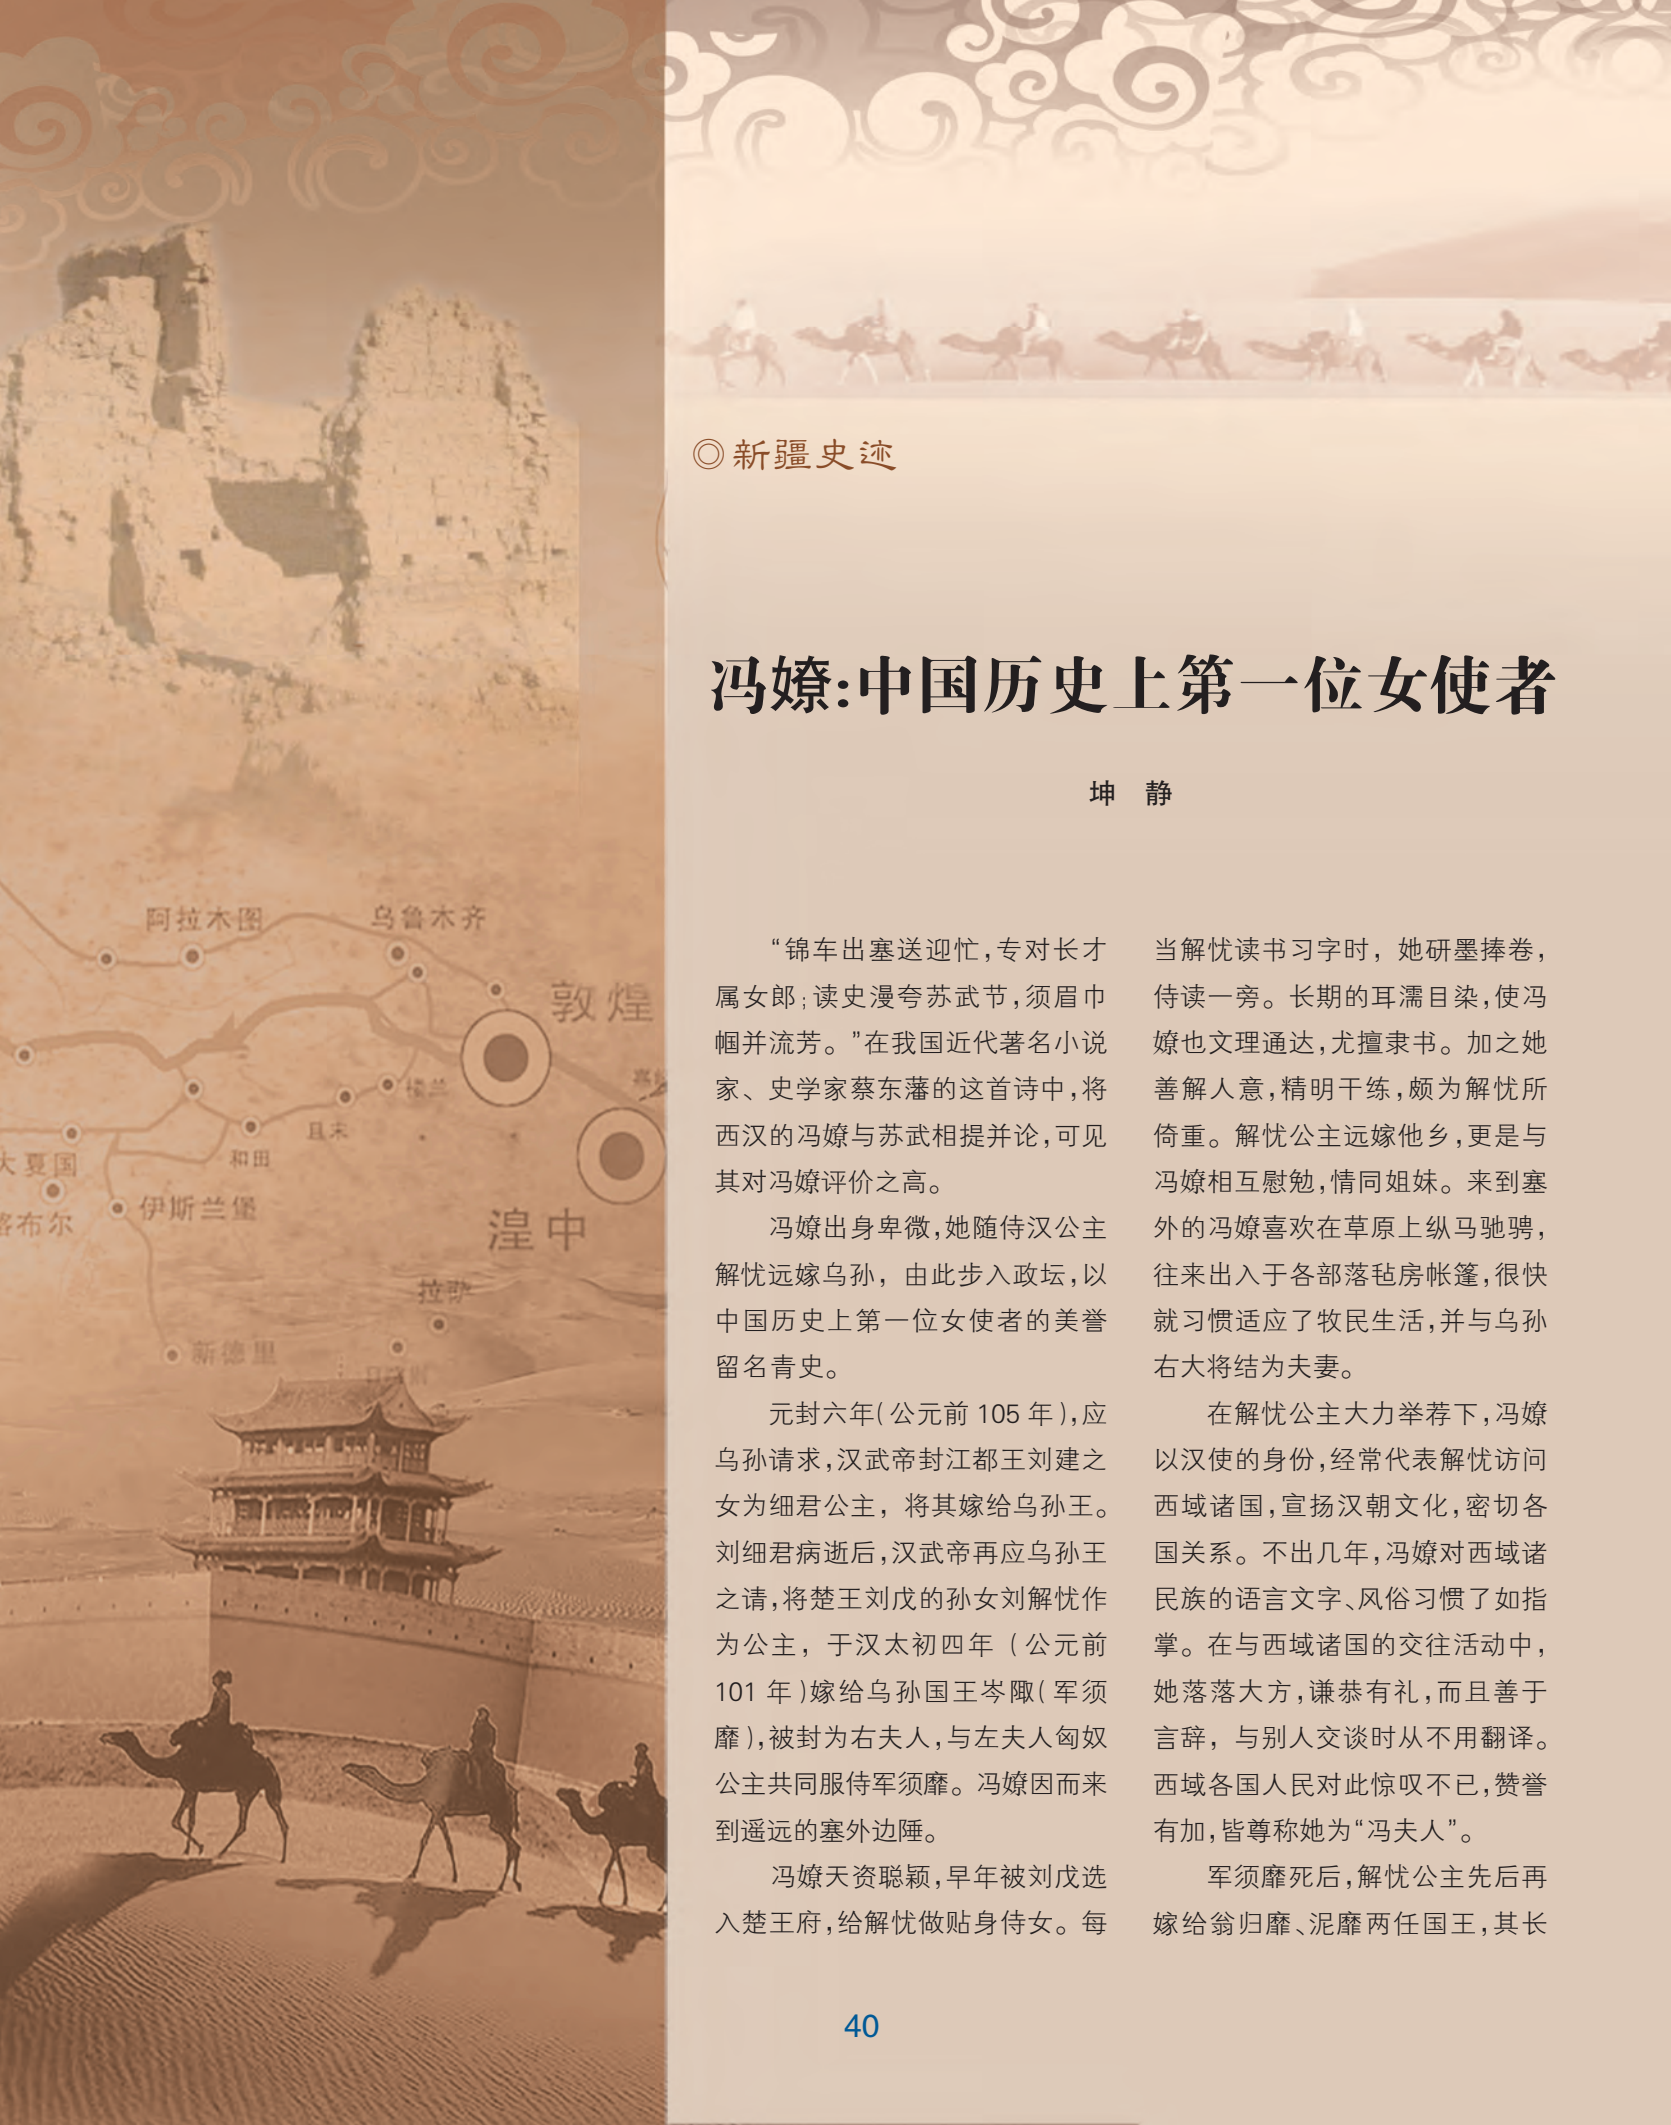 ◎新疆史迹
冯嫽:中国历史上第一位女使者
坤 静
“锦车出塞送迎忙,专对长才
属女郎;读史漫夸苏武节,须眉巾
帼并流芳。”在我国近代著名小说
家、史学家蔡东藩的这首诗中,将
西汉的冯嫽与苏武相提并论,可见
其对冯嫽评价之高。
冯嫽出身卑微,她随侍汉公主
解忧远嫁乌孙,由此步入政坛,以
中国历史上第一位女使者的美誉
留名青史。
元封六年(公元前 105 年),应
乌孙请求,汉武帝封江都王刘建之
女为细君公主,将其嫁给乌孙王。
刘细君病逝后,汉武帝再应乌孙王
之请,将楚王刘戊的孙女刘解忧作
为公主,于汉太初四年(公元前
101 年)嫁给乌孙国王岑陬(军须
靡),被封为右夫人,与左夫人匈奴
公主共同服侍军须靡。冯嫽因而来
到遥远的塞外边陲。
冯嫽天资聪颖,早年被刘戊选
入楚王府,给解忧做贴身侍女。每
当解忧读书习字时,她研墨捧卷,
侍读一旁。长期的耳濡目染,使冯
嫽也文理通达,尤擅隶书。加之她
善解人意,精明干练,颇为解忧所
倚重。解忧公主远嫁他乡,更是与
冯嫽相互慰勉,情同姐妹。来到塞
外的冯嫽喜欢在草原上纵马驰骋,
往来出入于各部落毡房帐篷,很快
就习惯适应了牧民生活,并与乌孙
右大将结为夫妻。
在解忧公主大力举荐下,冯嫽
以汉使的身份,经常代表解忧访问
西域诸国,宣扬汉朝文化,密切各
国关系。不出几年,冯嫽对西域诸
民族的语言文字、风俗习惯了如指
掌。在与西域诸国的交往活动中,
她落落大方,谦恭有礼,而且善于
言辞,与别人交谈时从不用翻译。
西域各国人民对此惊叹不已,赞誉
有加,皆尊称她为“冯夫人”。
军须靡死后,解忧公主先后再
嫁给翁归靡、泥靡两任国王,其长
40
阿拉木图
乌鲁木齐
敦煌
楼兰
且末
和田
大夏国
伊斯兰堡
喀布尔
湟中
拉萨
新德里